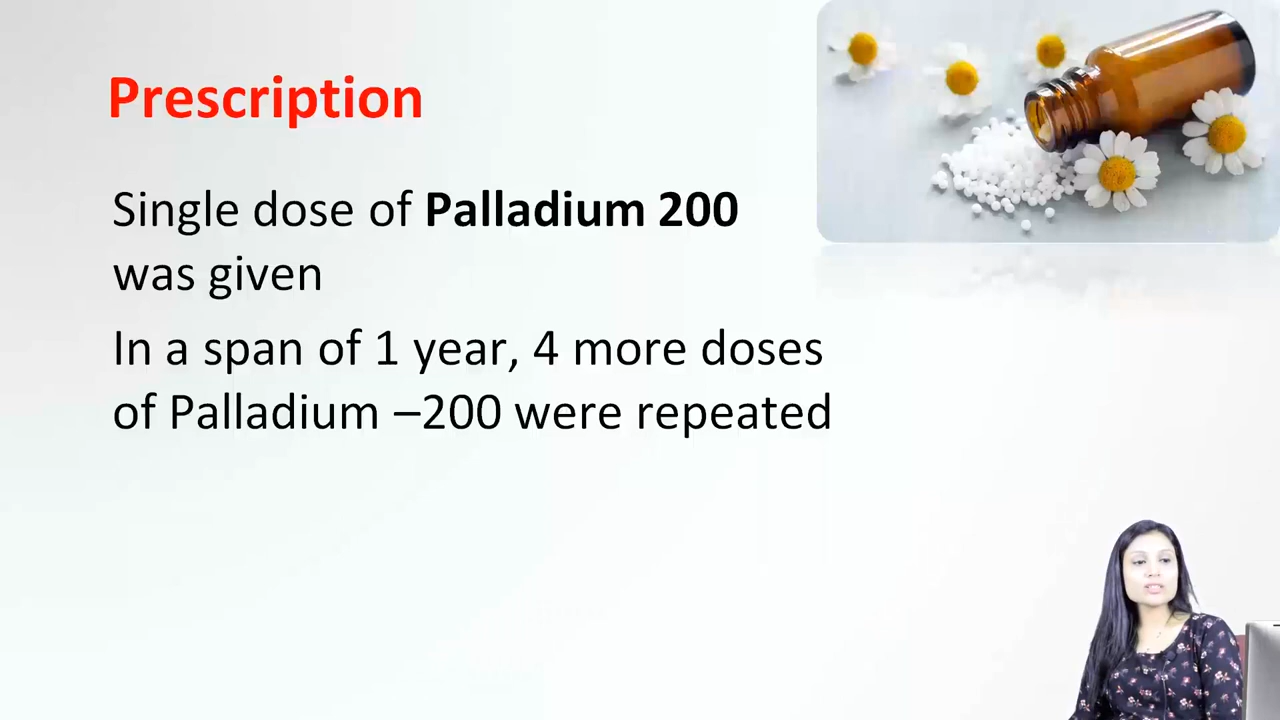 Prescription
Single dose of Palladium 200
was given
In a span of 1 year, 4 more doses
of Palladium –200 were repeated